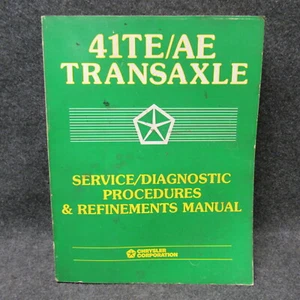 41TE/AE
TRANSAXLE
SERVICE/DIAGNOSTIC
PROCEDURES
& REFINEMENTS MANUAL
CHRYSLER
CORPORATION